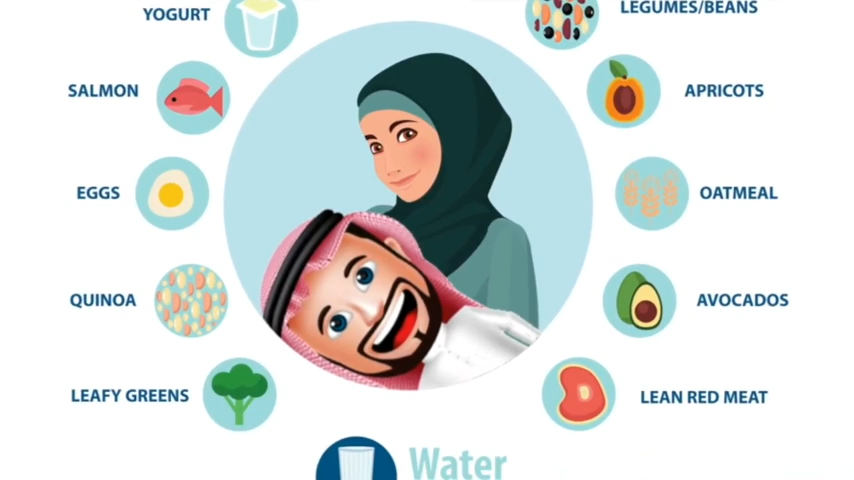 YOGURT
SALMON
EGGS
QUINOA
LEAFY GREENS
LEGUMES/BEANS
APRICOTS
OATMEAL
AVOCADOS
LEAN RED MEAT
Water